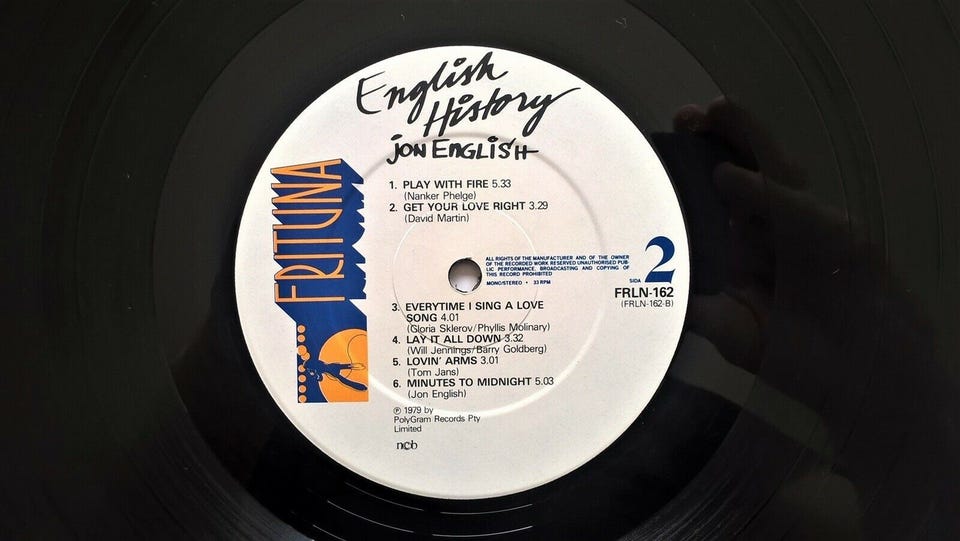 English
History
jon English
FRITUNA
1. PLAY WITH FIRE 5.33
(Nanker Phelge)
2. GET YOUR LOVE RIGHT 3.29
(David Martin)
ALL RIGHTS OF THE MANUFACTURER AND OF THE OWNER
OF THE RECORDED WORK RESERVED UNAUTHORISED PUB-
LIC PERFORMANCE, BROADCASTING AND COPYING OF
THIS RECORD PROHIBITED
MONO/STEREO • 33 RPM
SIDA 2
FRLN-162
(FRLN-162-B)
3. EVERYTIME I SING A LOVE
SONG 4.01
(Gloria Sklerov/Phyllis Molinary)
4. LAY IT ALL DOWN 3.32
(Will Jennings/Barry Goldberg)
5. LOVIN' ARMS 3.01
(Tom Jans)
6. MINUTES TO MIDNIGHT 5.03
(Jon English)
℗ 1979 by
PolyGram Records Pty
Limited
ncb